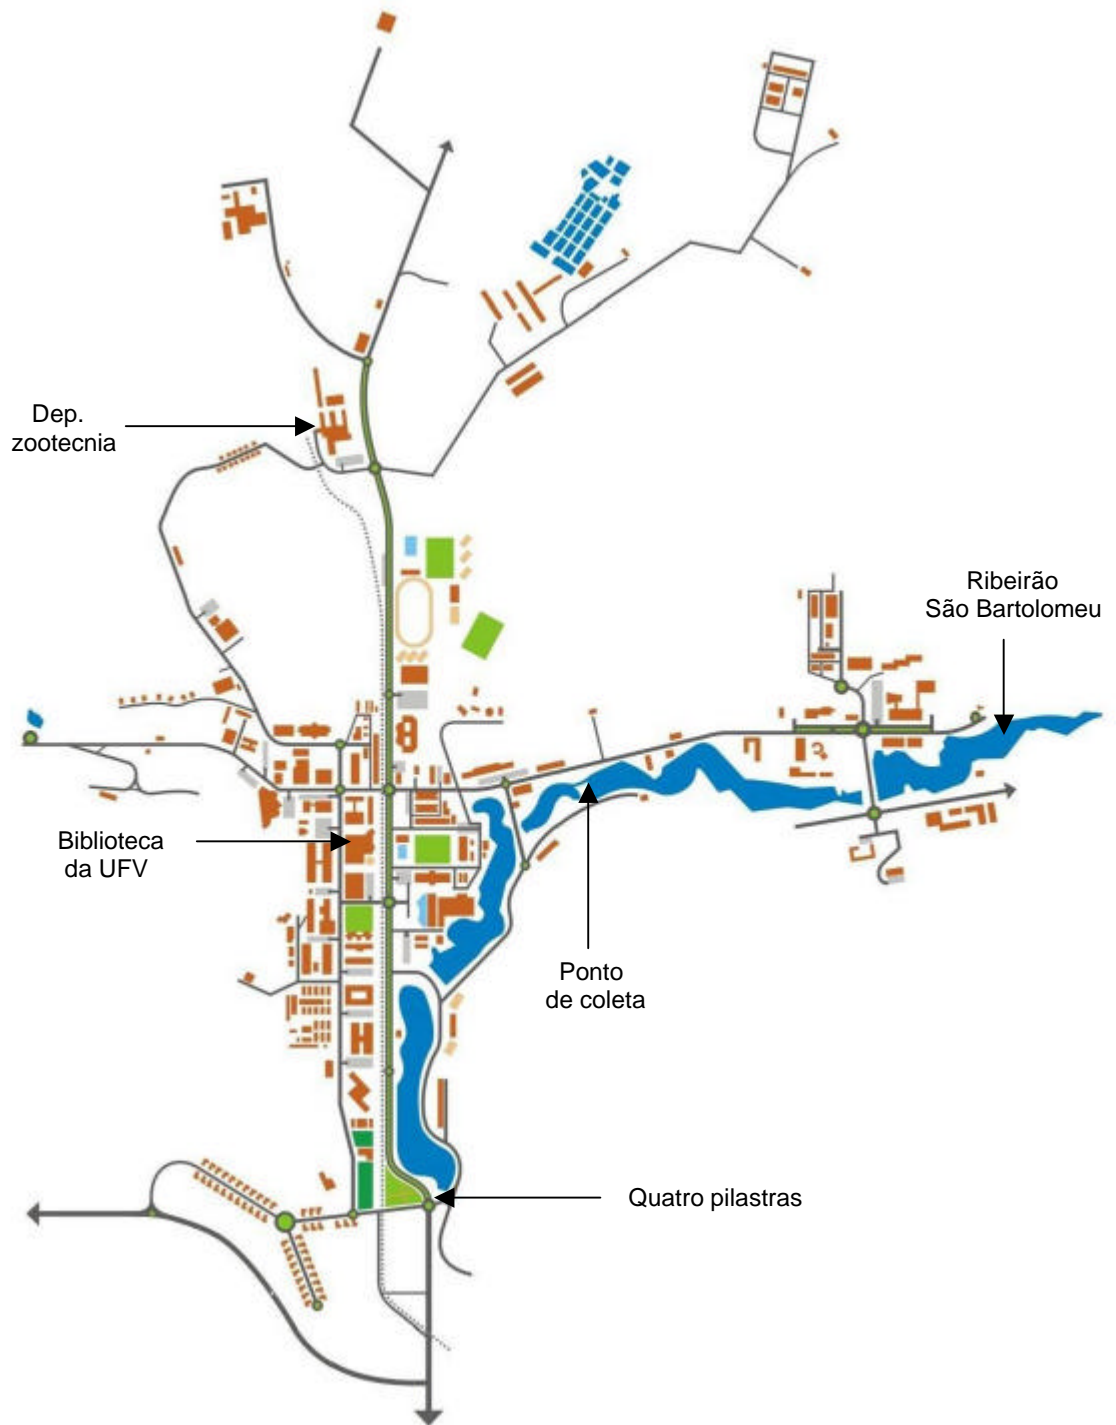 Dep.
zootecnia
Ribeirão
São Bartolomeu
Biblioteca
da UFV
Ponto
de coleta
Quatro pilastras